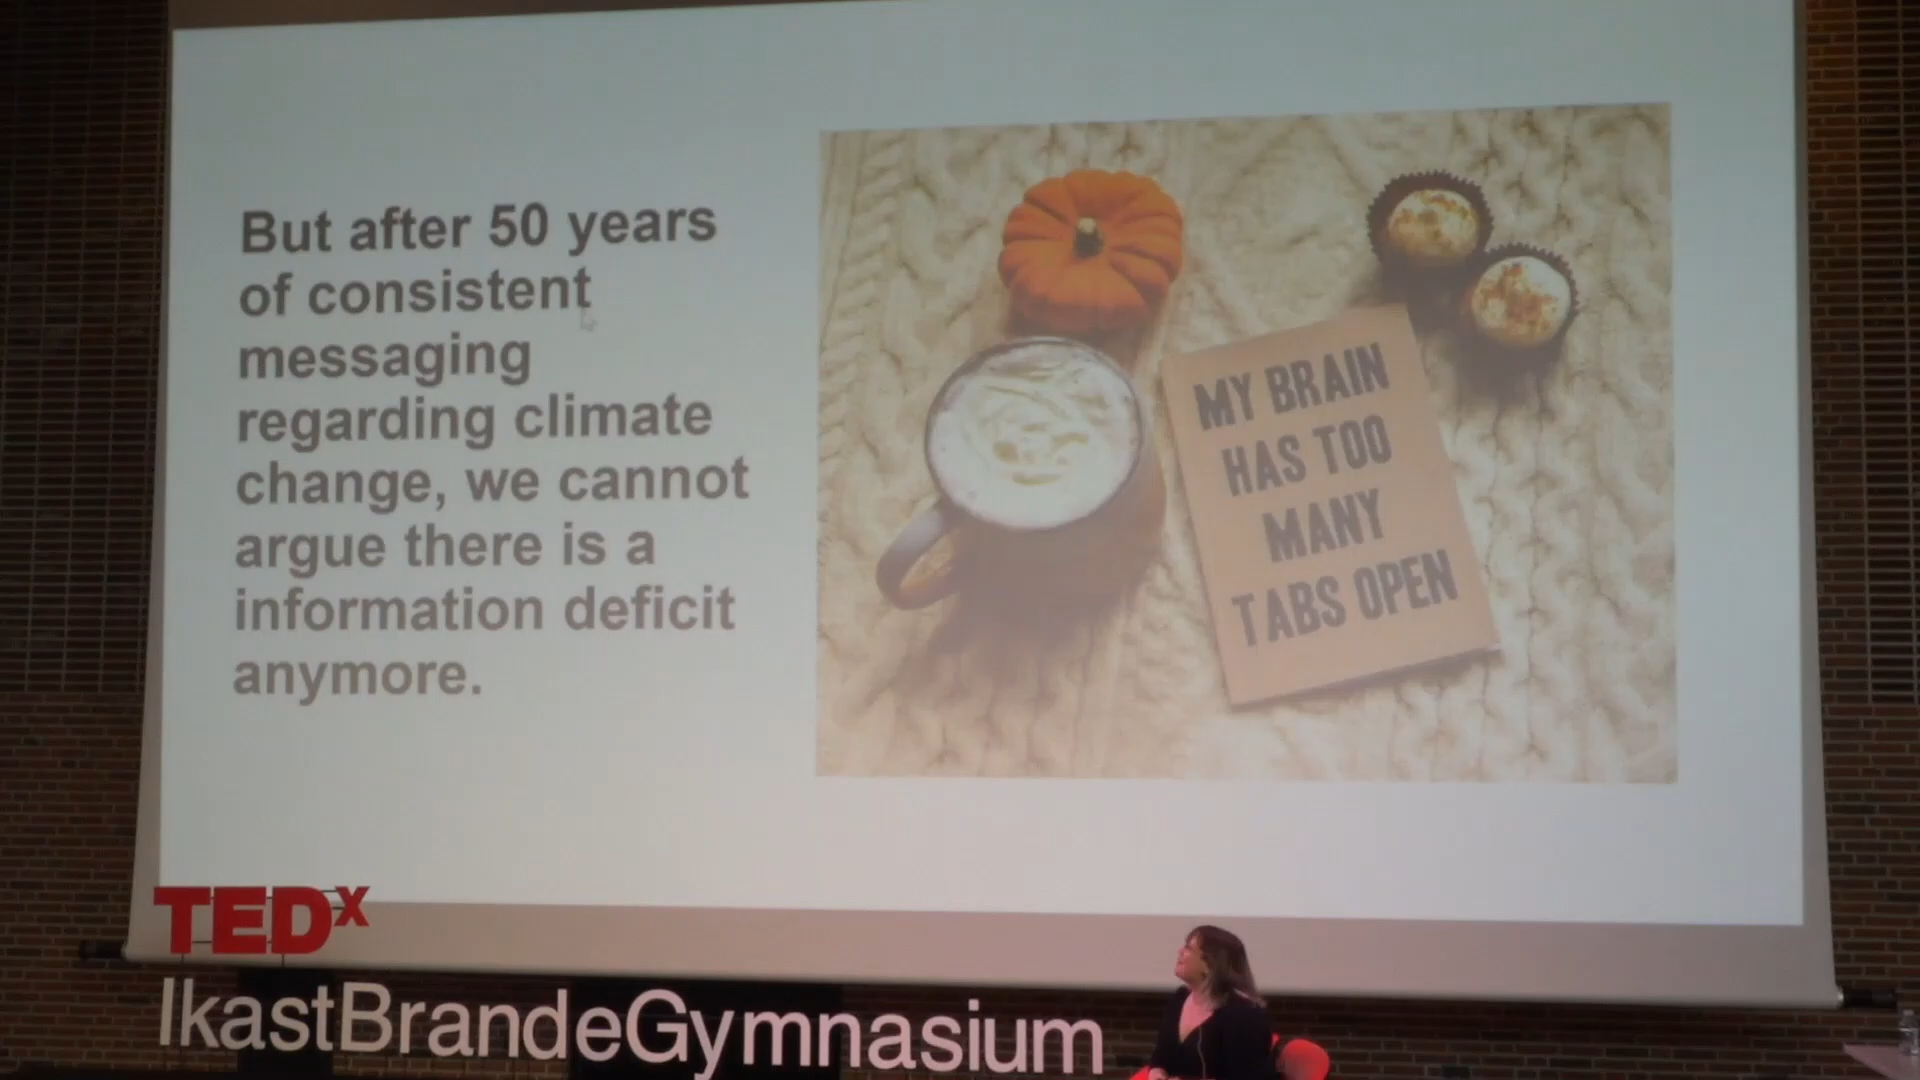 But after 50 years
of consistent
messaging
regarding climate
change, we cannot
argue there is a
information deficit
anymore.
MY BRAIN
HAS TOO
MANY
TABS OPEN
TEDx
IkastBrandeGymnasium